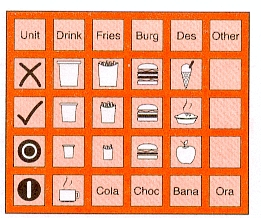 Unit Drink Fries Burg Des Other
Cola Choc Bana Ora